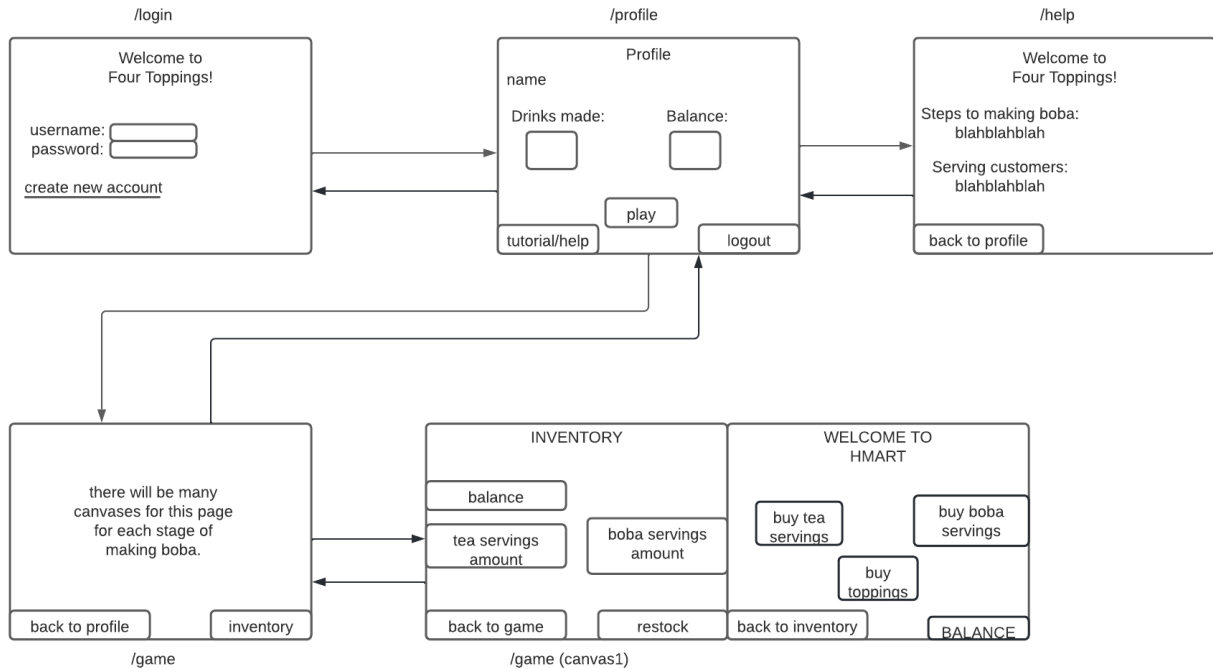 /login
/profile
/help
Welcome to
Four Toppings!
username:
password:
create new account
Profile
name
Drinks made:
Balance:
play
tutorial/help
logout
Welcome to
Four Toppings!
Steps to making boba:
blahblahblah
Serving customers:
blahblahblah
back to profile
there will be many
canvases for this page
for each stage of
making boba.
back to profile
inventory
/game
INVENTORY
balance
tea servings
amount
boba servings
amount
back to game
restock
/game (canvas1)
WELCOME TO
HMART
buy tea
servings
buy boba
servings
buy
toppings
back to inventory
BALANCE